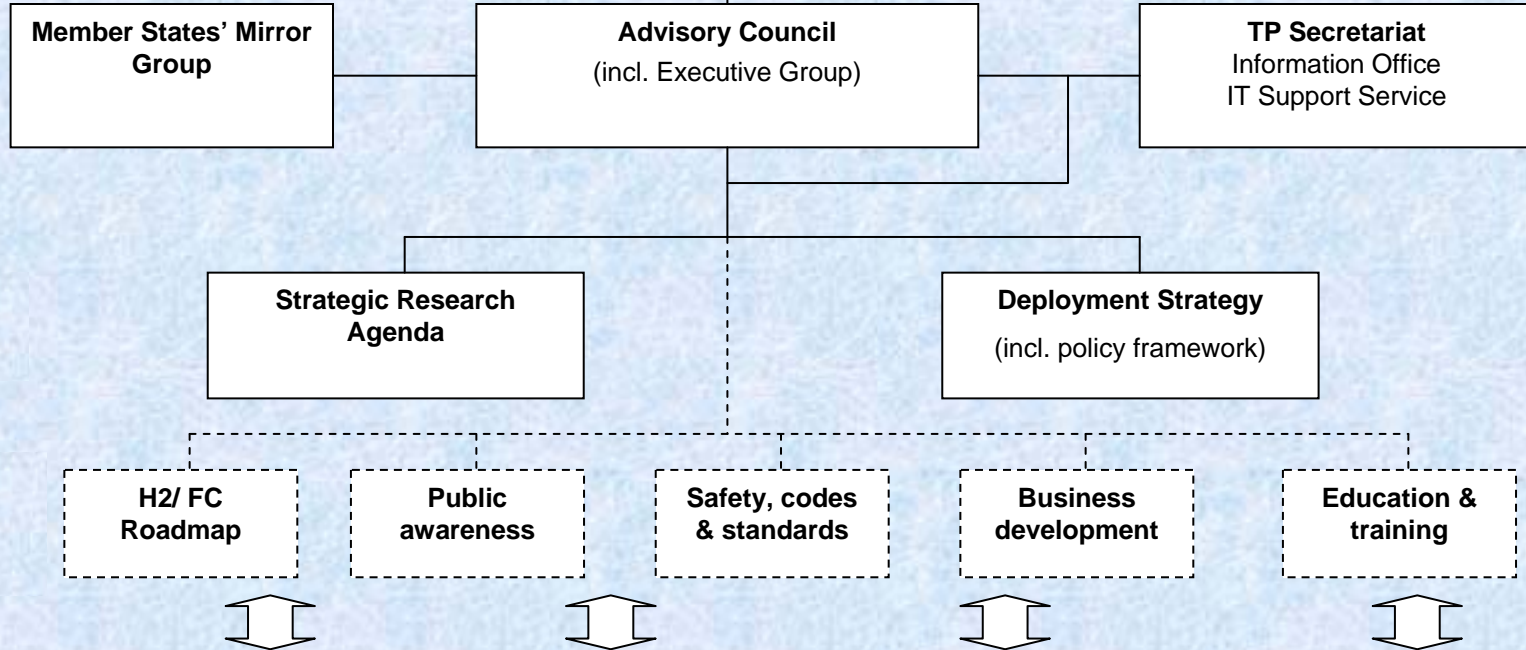 Member States’ Mirror
Group
Advisory Council
(incl. Executive Group)
TP Secretariat
Information Office
IT Support Service
Strategic Research
Agenda
Deployment Strategy
(incl. policy framework)
H2/ FC
Roadmap
Public
awareness
Safety, codes
& standards
Business
development
Education &
training